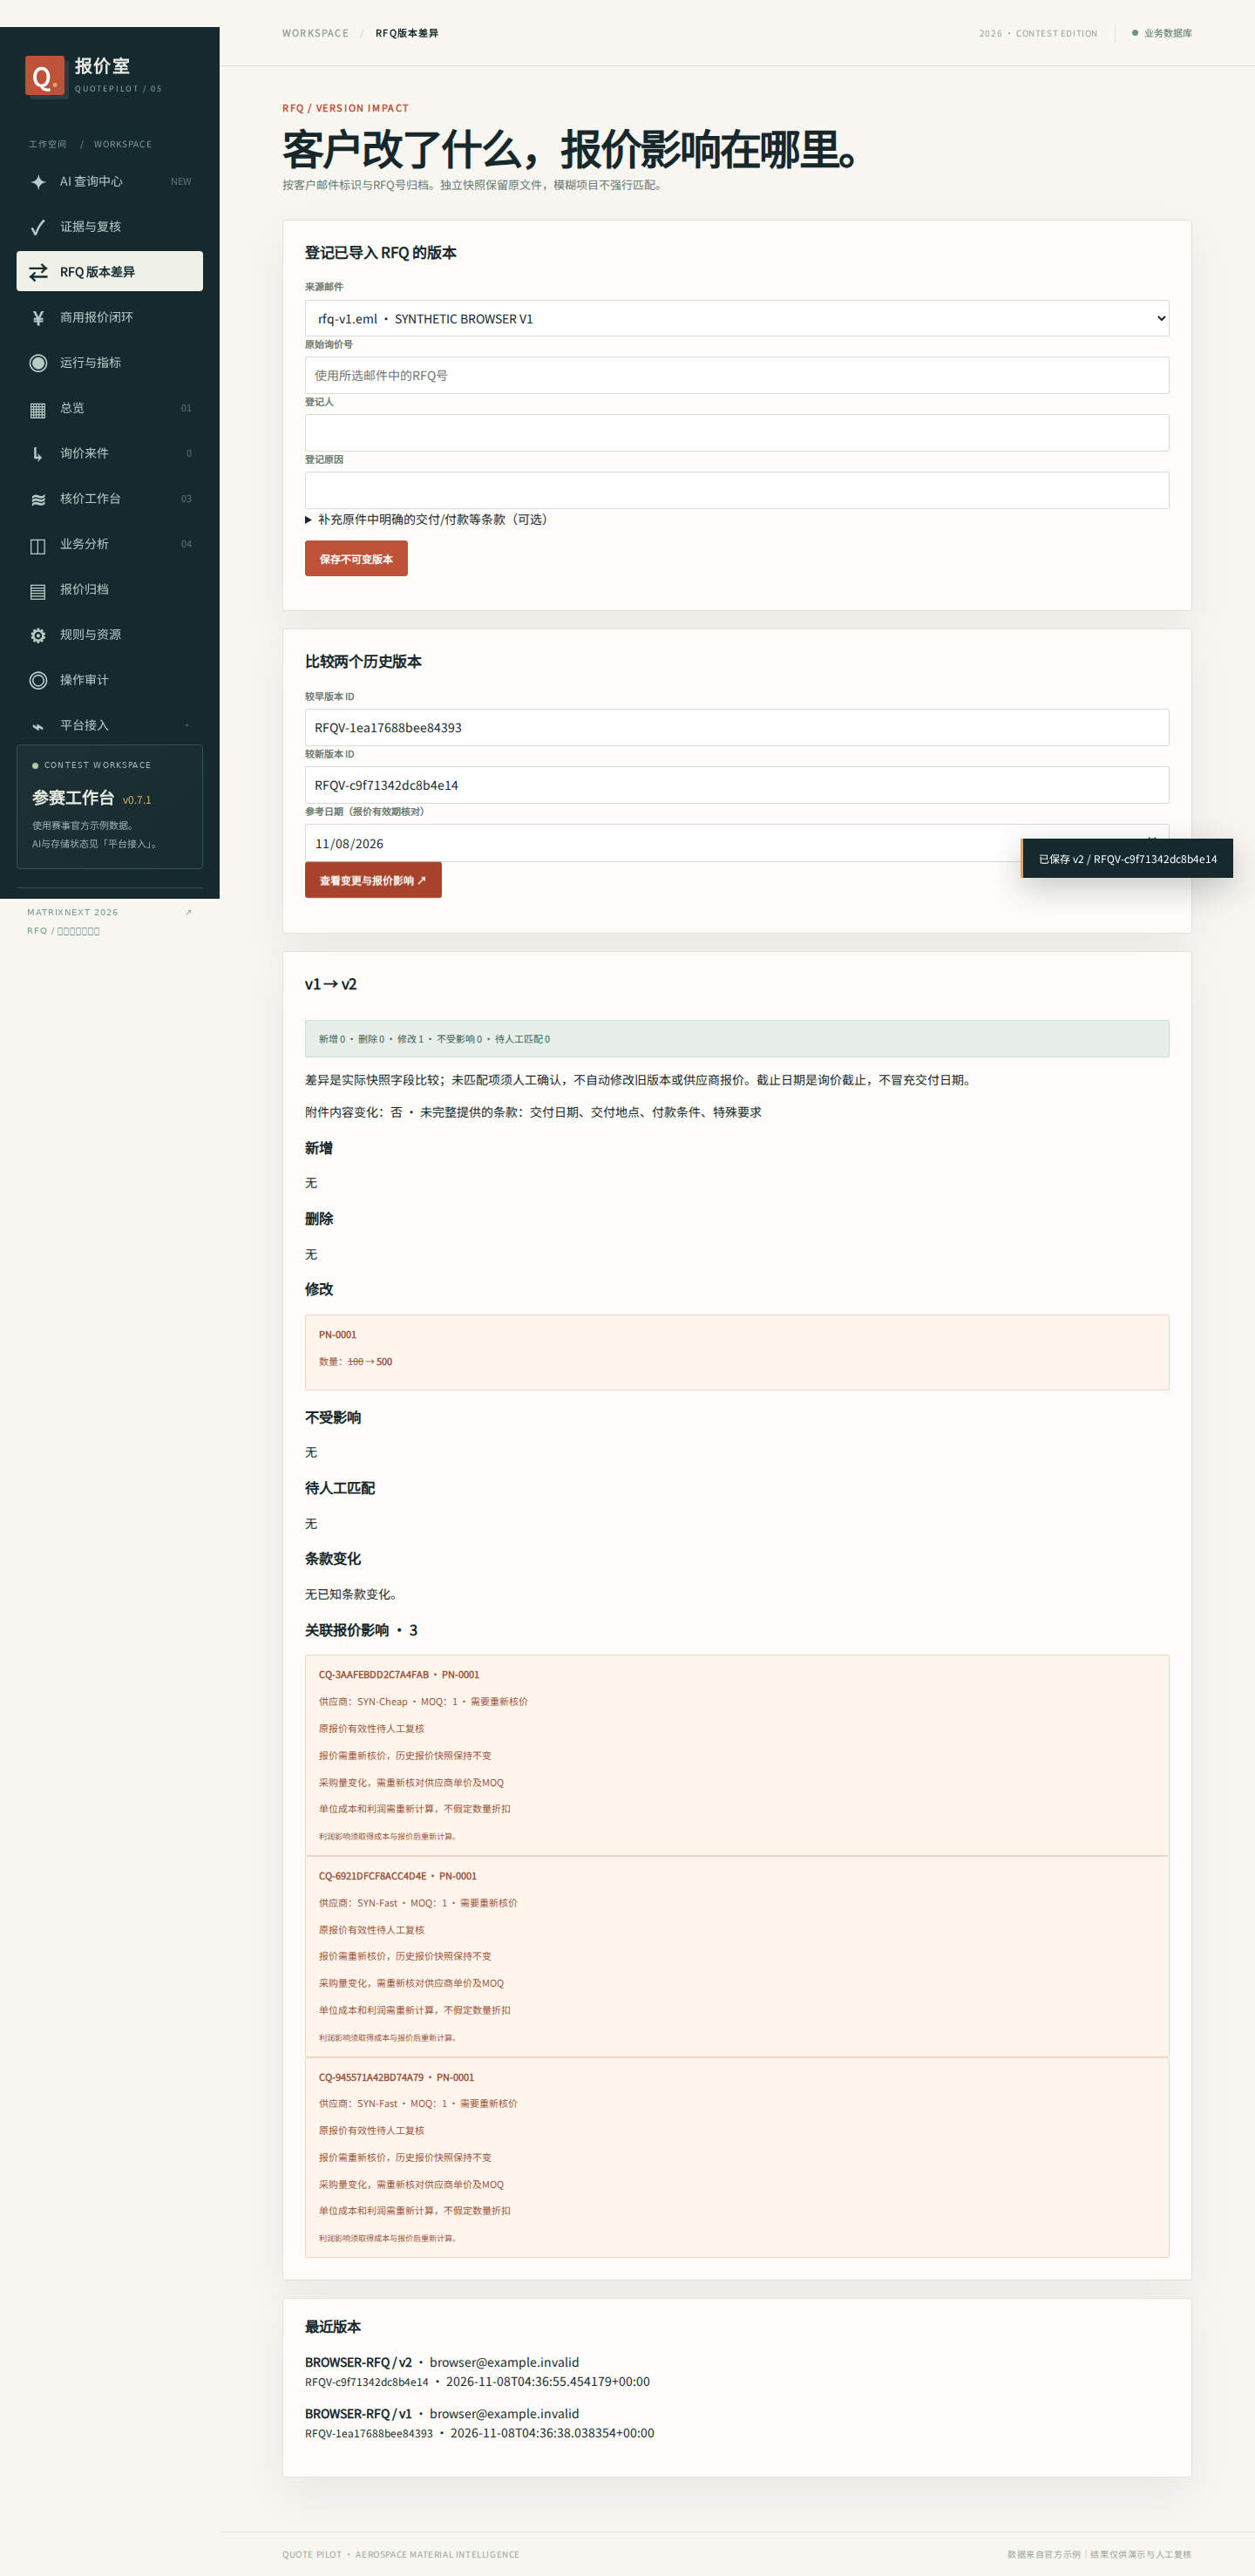 Q.
报价室
QUOTEPILOT / 05
工作空间 / WORKSPACE
AI 查询中心 NEW
证据与复核
RFQ 版本差异
¥ 商用报价闭环
运行与指标
总览 01
询价来件 0
核价工作台 03
业务分析 04
报价归档
规则与资源
操作审计
平台接入
CONTEST WORKSPACE
参赛工作台 v0.7.1
使用赛事官方示例数据。
AI与存储状态见「平台接入」。
MATRIXNEXT 2026 ↗
RFQ / □□□□□□□
WORKSPACE / RFQ版本差异
2026 · CONTEST EDITION
业务数据库
RFQ / VERSION IMPACT
客户改了什么，报价影响在哪里。
按客户邮件标识与RFQ号归档。独立快照保留原文件，模糊项目不强行匹配。
登记已导入 RFQ 的版本
来源邮件
rfq-v1.eml · SYNTHETIC BROWSER V1
原始询价号
使用所选邮件中的RFQ号
登记人
登记原因
▶ 补充原件中明确的交付/付款等条款（可选）
保存不可变版本
比较两个历史版本
较早版本 ID
RFQV-1ea17688bee84393
较新版本 ID
RFQV-c9f71342dc8b4e14
参考日期（报价有效期核对）
11/08/2026
查看变更与报价影响 ↗
已保存 v2 / RFQV-c9f71342dc8b4e14
v1 → v2
新增 0 · 删除 0 · 修改 1 · 不受影响 0 · 待人工匹配 0
差异是实际快照字段比较；未匹配项须人工确认，不自动修改旧版本或供应商报价。截止日期是询价截止，不冒充交付日期。
附件内容变化：否 · 未完整提供的条款：交付日期、交付地点、付款条件、特殊要求
新增
无
删除
无
修改
PN-0001
数量：100 → 500
不受影响
无
待人工匹配
无
条款变化
无已知条款变化。
关联报价影响 · 3
CQ-3AAFEBDD2C7A4FAB · PN-0001
供应商：SYN-Cheap · MOQ：1 · 需要重新核价
原报价有效性待人工复核
报价需重新核价，历史报价快照保持不变
采购量变化，需重新核对供应商单价及MOQ
单位成本和利润需重新计算，不假定数量折扣
利润影响须取得成本与报价后重新计算。
CQ-6921DFCF8ACC4D4E · PN-0001
供应商：SYN-Fast · MOQ：1 · 需要重新核价
原报价有效性待人工复核
报价需重新核价，历史报价快照保持不变
采购量变化，需重新核对供应商单价及MOQ
单位成本和利润需重新计算，不假定数量折扣
利润影响须取得成本与报价后重新计算。
CQ-945571A42BD74A79 · PN-0001
供应商：SYN-Fast · MOQ：1 · 需要重新核价
原报价有效性待人工复核
报价需重新核价，历史报价快照保持不变
采购量变化，需重新核对供应商单价及MOQ
单位成本和利润需重新计算，不假定数量折扣
利润影响须取得成本与报价后重新计算。
最近版本
BROWSER-RFQ / v2 · browser@example.invalid
RFQV-c9f71342dc8b4e14 · 2026-11-08T04:36:55.454179+00:00
BROWSER-RFQ / v1 · browser@example.invalid
RFQV-1ea17688bee84393 · 2026-11-08T04:36:38.038354+00:00
QUOTE PILOT · AEROSPACE MATERIAL INTELLIGENCE
数据来自官方示例｜结果仅供演示与人工复核